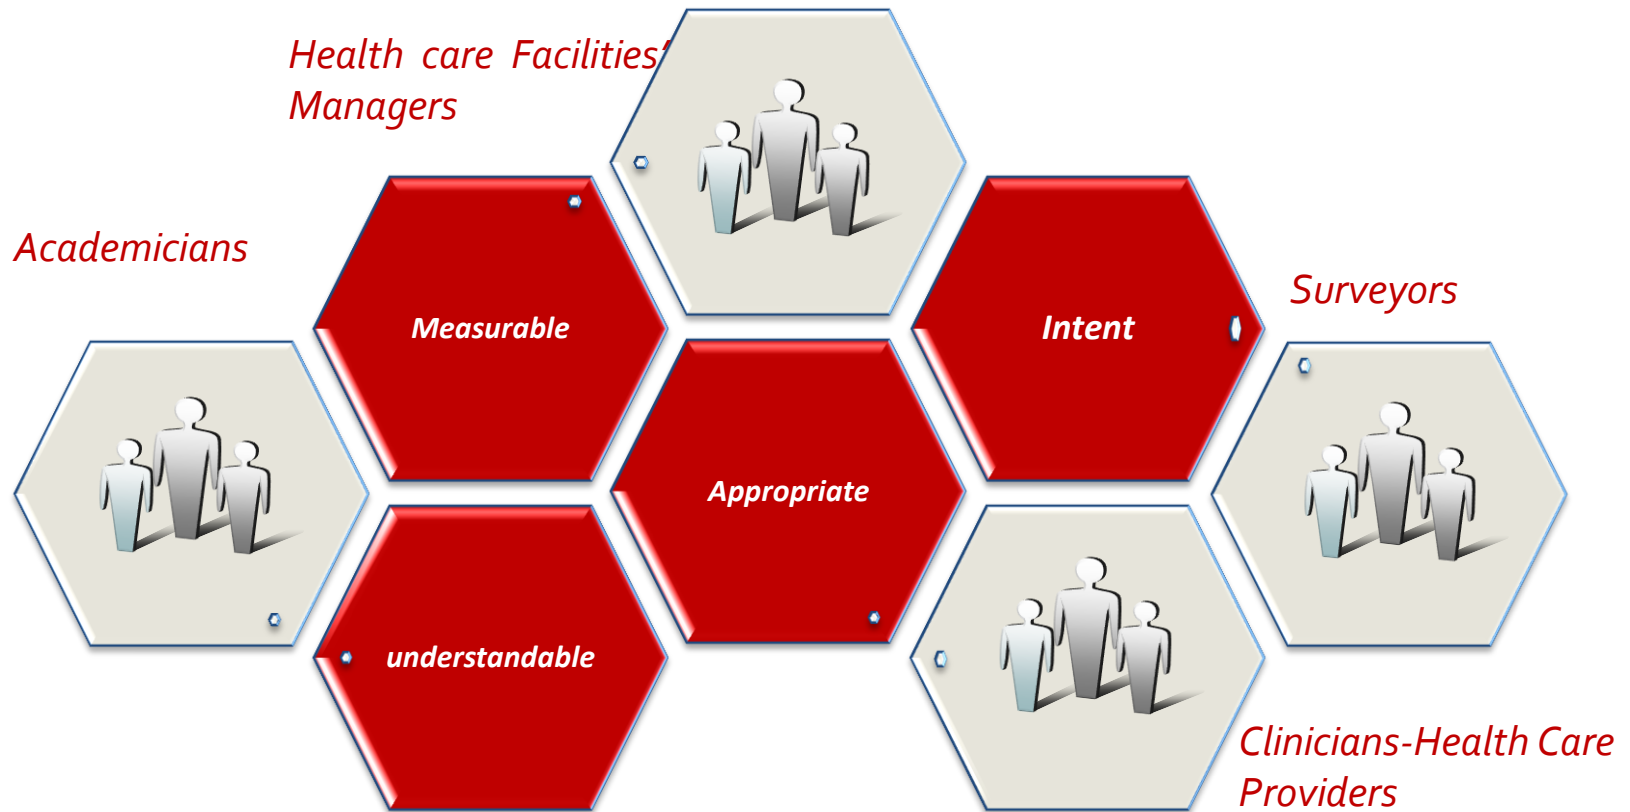 Health care Facilities'
Managers
Academicians
Measurable
Intent
Surveyors
Appropriate
understandable
Clinicians-Health Care
Providers